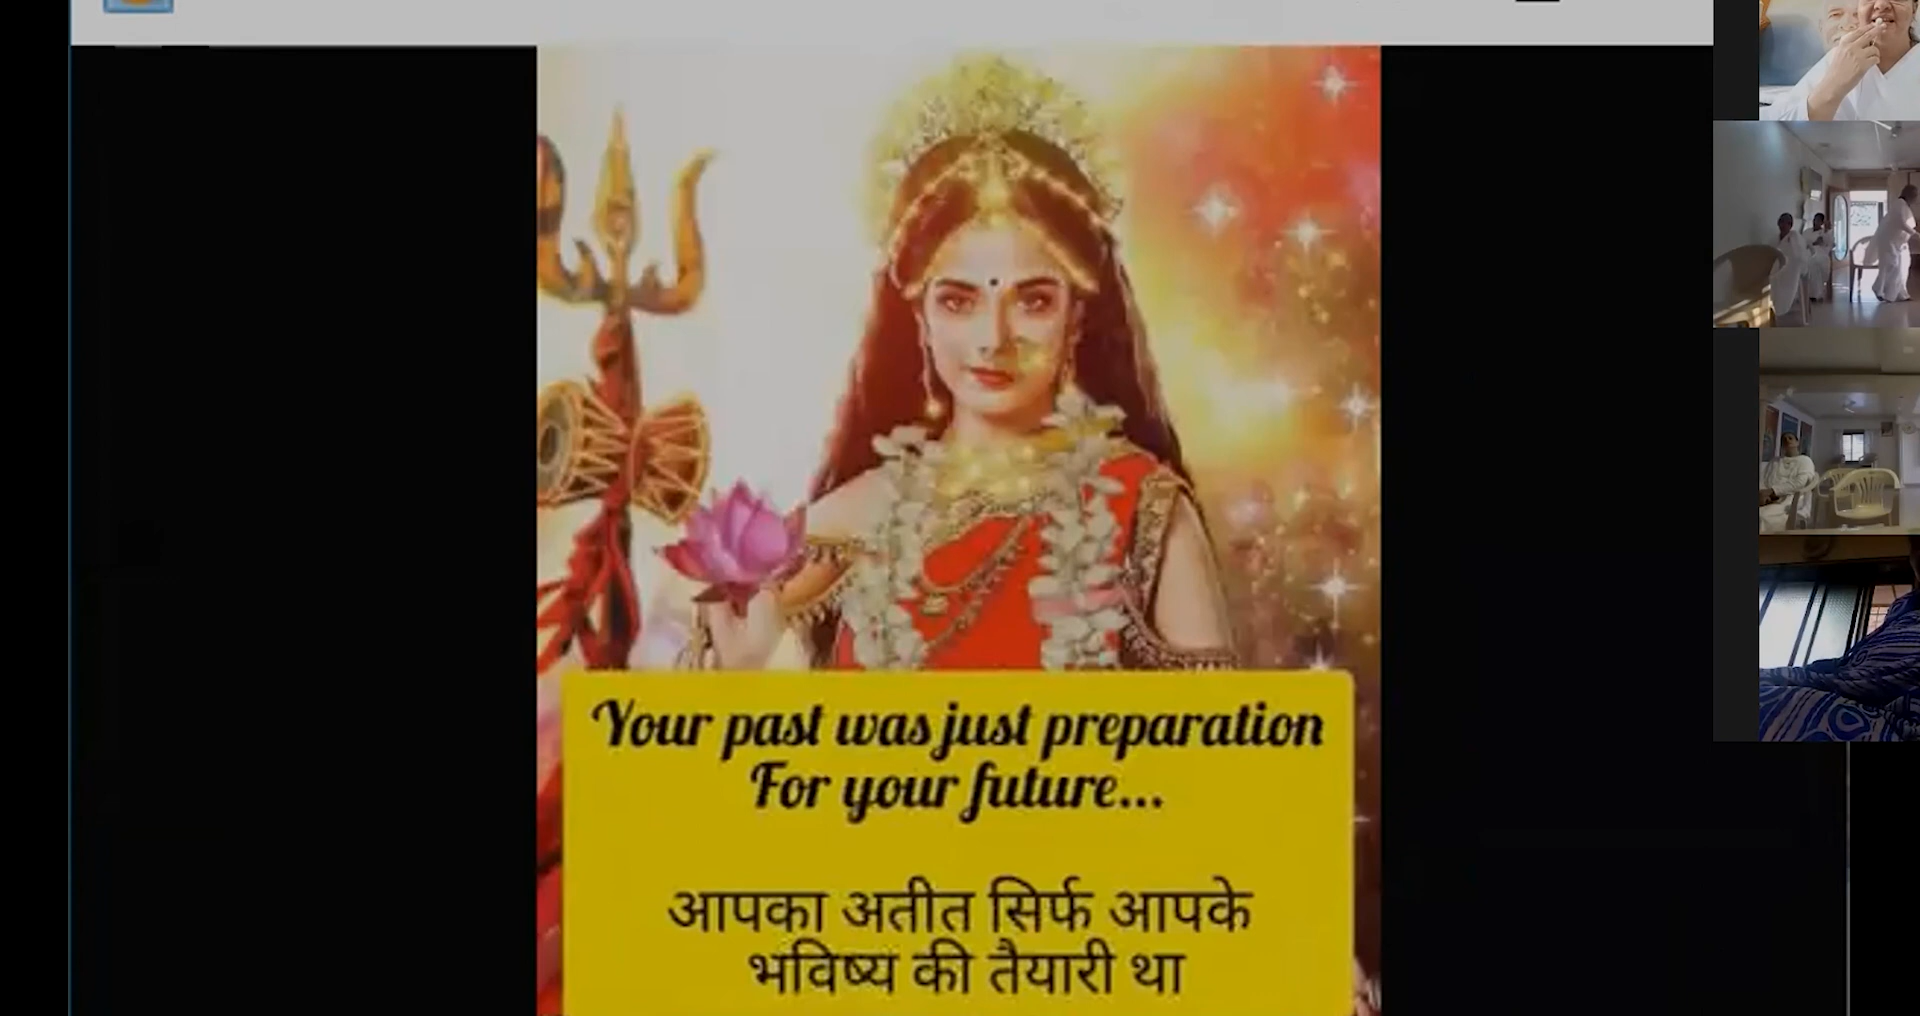 Your past was just preparation
For your future...
आपका अतीत सिर्फ आपके
भविष्य की तैयारी था